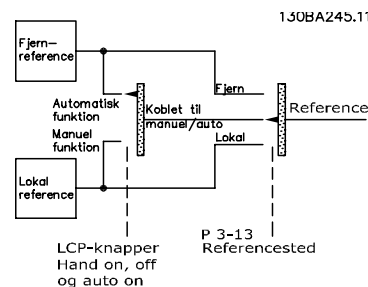 130BA245.11
Fjern-
reference
Fjern
Automatisk
funktion
Koblet til
manuel/auto
Reference
Manuel
funktion
Lokal
Lokal
reference
LCP-knapper
Hand on, off
og auto on
P 3-13
Referencested